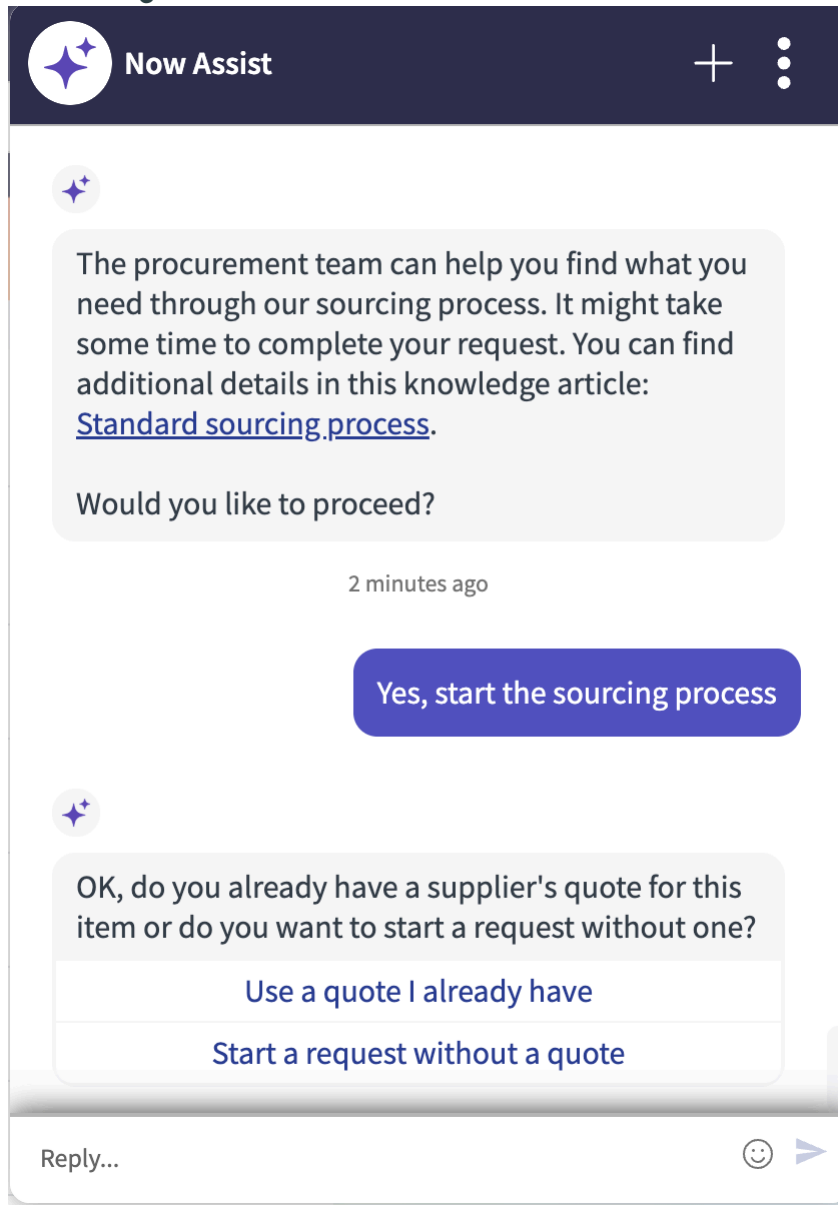 Now Assist
The procurement team can help you find what you
need through our sourcing process. It might take
some time to complete your request. You can find
additional details in this knowledge article:
Standard sourcing process.
Would you like to proceed?
2 minutes ago
Yes, start the sourcing process
OK, do you already have a supplier's quote for this
item or do you want to start a request without one?
Use a quote I already have
Start a request without a quote
Reply...